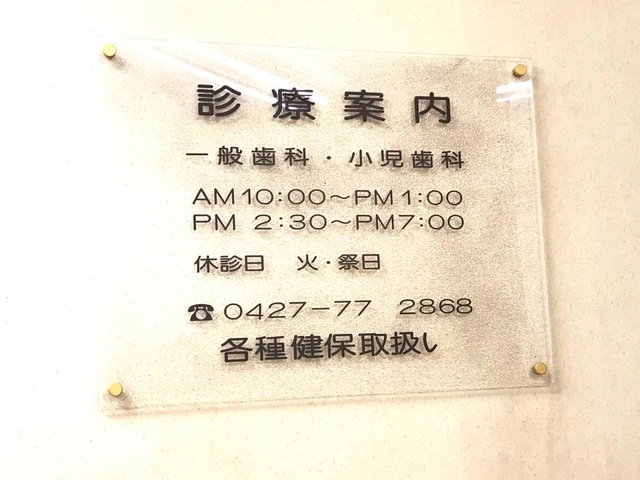 診療案内
一般歯科・小児歯科
AM10:00～PM1:00
PM 2:30～PM7:00
休診日 火・祭日
☎0427-77 2868
各種健保取扱い